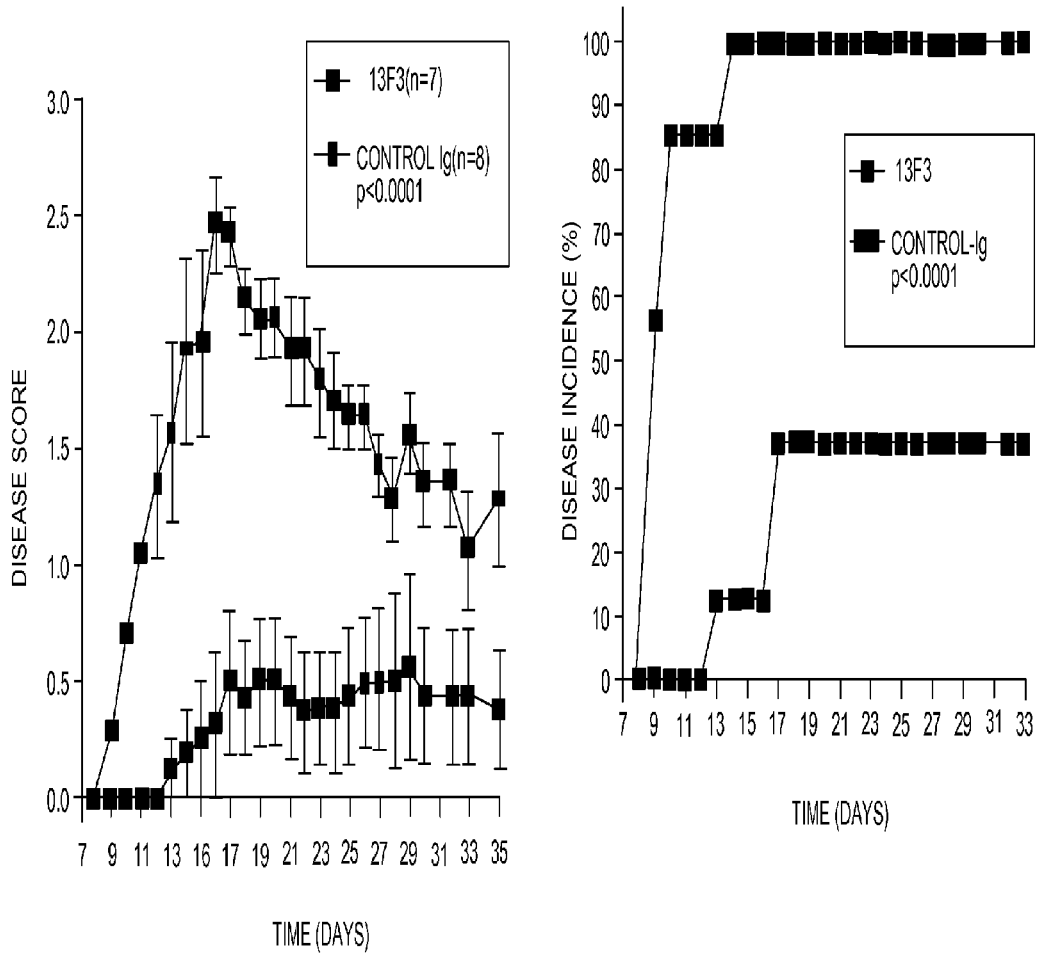 13F3(n=7)
CONTROL Ig(n=8)
p<0.0001
DISEASE SCORE
3.0
2.5
2.0
1.5
1.0
0.5
0.0
7 9 11 13 16 17 19 21 23 25 27 29 31 33 35
TIME (DAYS)
13F3
CONTROL-Ig
p<0.0001
DISEASE INCIDENCE (%)
100
90
80
70
60
50
40
30
20
10
0
7 9 11 13 15 17 19 21 23 25 27 29 31 33
TIME (DAYS)